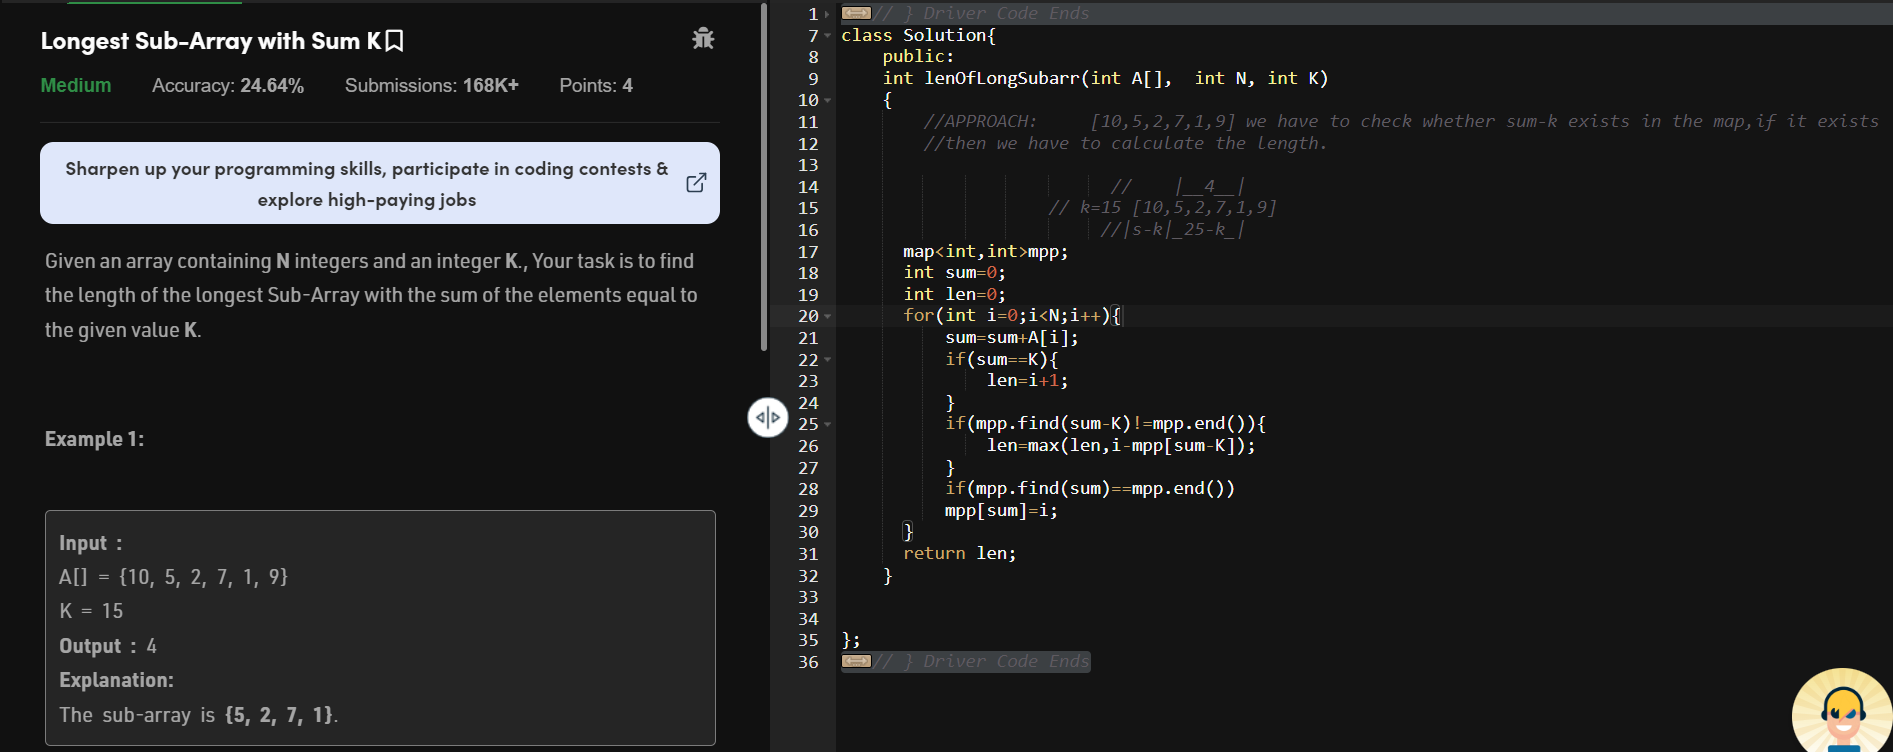 Longest Sub-Array with Sum K
Medium Accuracy: 24.64% Submissions: 168K+ Points: 4
Sharpen up your programming skills, participate in coding contests &
explore high-paying jobs
Given an array containing N integers and an integer K., Your task is to find
the length of the longest Sub-Array with the sum of the elements equal to
the given value K.
Example 1:
Input :
A[] = {10, 5, 2, 7, 1, 9}
K = 15
Output : 4
Explanation:
The sub-array is {5, 2, 7, 1}.
1 // } Driver Code Ends
7 class Solution{
8 public:
9 int lenOfLongSubarr(int A[],  int N, int K)
10 {
11 //APPROACH:     [10,5,2,7,1,9] we have to check whether sum-k exists in the map,if it exists
12 //then we have to calculate the length.
13
14 //    |__4__|
15 // k=15 [10,5,2,7,1,9]
16 //|s-k|_25-k_|
17 map<int,int>mpp;
18 int sum=0;
19 int len=0;
20 for(int i=0;i<N;i++){
21 sum=sum+A[i];
22 if(sum==K){
23 len=i+1;
24 }
25 if(mpp.find(sum-K)!=mpp.end()){
26 len=max(len,i-mpp[sum-K]);
27 }
28 if(mpp.find(sum)==mpp.end())
29 mpp[sum]=i;
30 }
31 return len;
32 }
33
34
35 };
36 // } Driver Code Ends